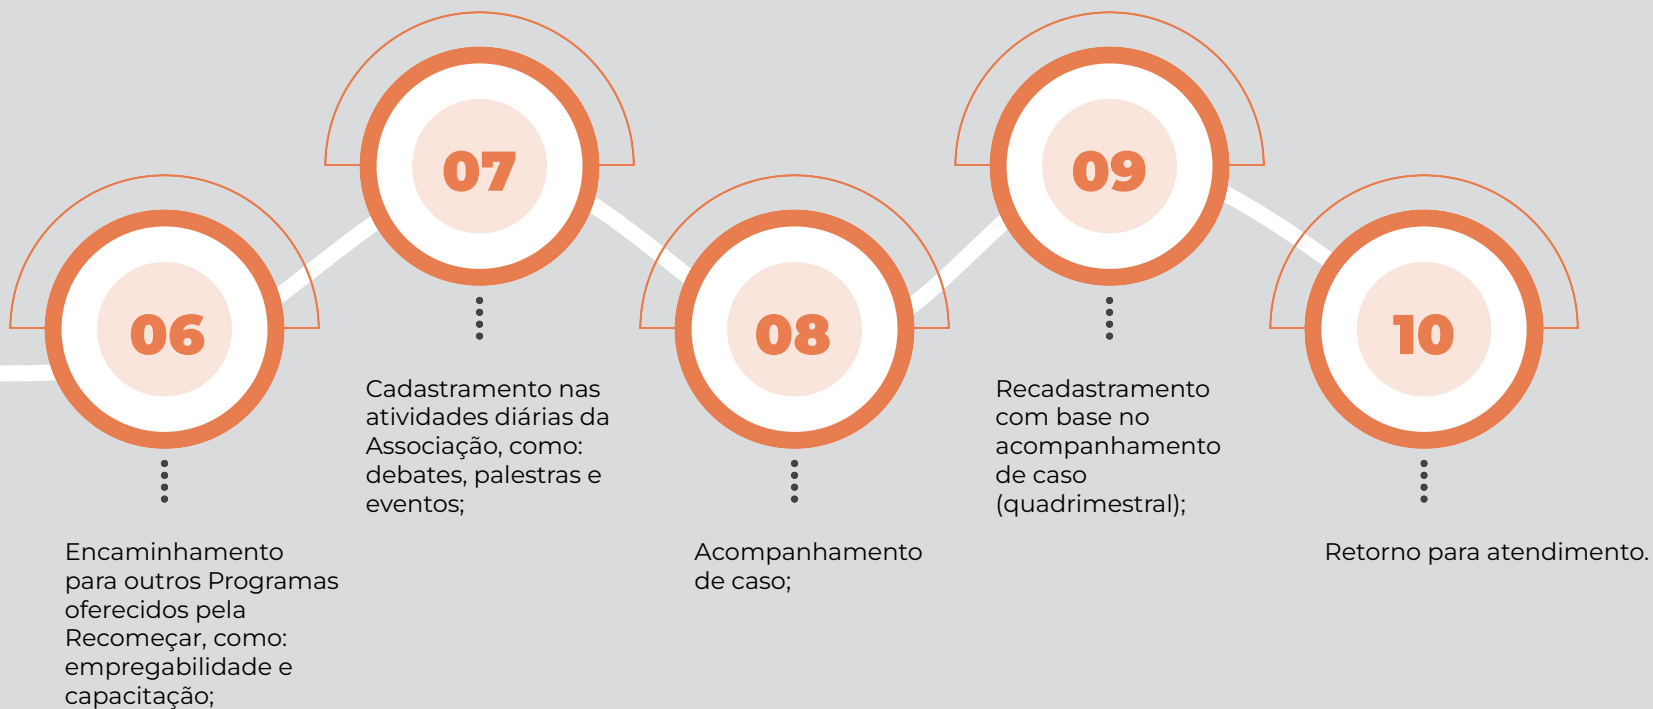 06
Encaminhamento
para outros Programas
oferecidos pela
Recomeçar, como:
empregabilidade e
capacitação;
07
Cadastramento nas
atividades diárias da
Associação, como:
debates, palestras e
eventos;
08
Acompanhamento
de caso;
09
Recadastramento
com base no
acompanhamento
de caso
(quadrimestral);
10
Retorno para atendimento.